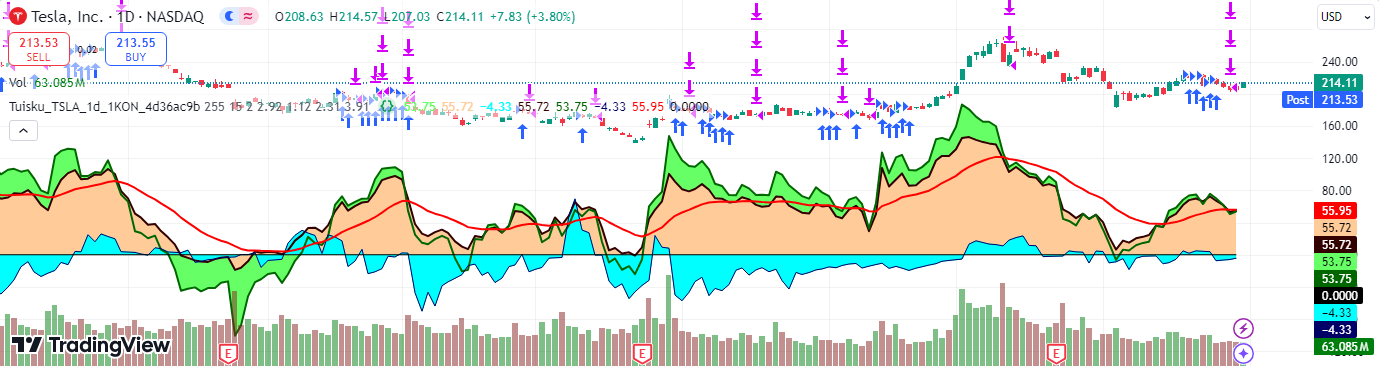 Tesla, Inc. · 1D · NASDAQ
O208.63 H214.57 L207.03 C214.11 +7.83 (+3.80%)
USD
213.53
SELL
0.02
213.55
BUY
Vol 63.085M
Tuisku_TSLA_1d_1KON_4d36ac9b 255 15 2 2.92 1.12 2.31 3.91 53.75 55.72 −4.33 55.72 53.75 −4.33 55.95 0.0000
240.00
214.11
Post 213.53
160.00
120.00
80.00
55.95
55.72
55.72
53.75
53.75
0.0000
−4.33
−4.33
63.085M
E
E
E
TradingView